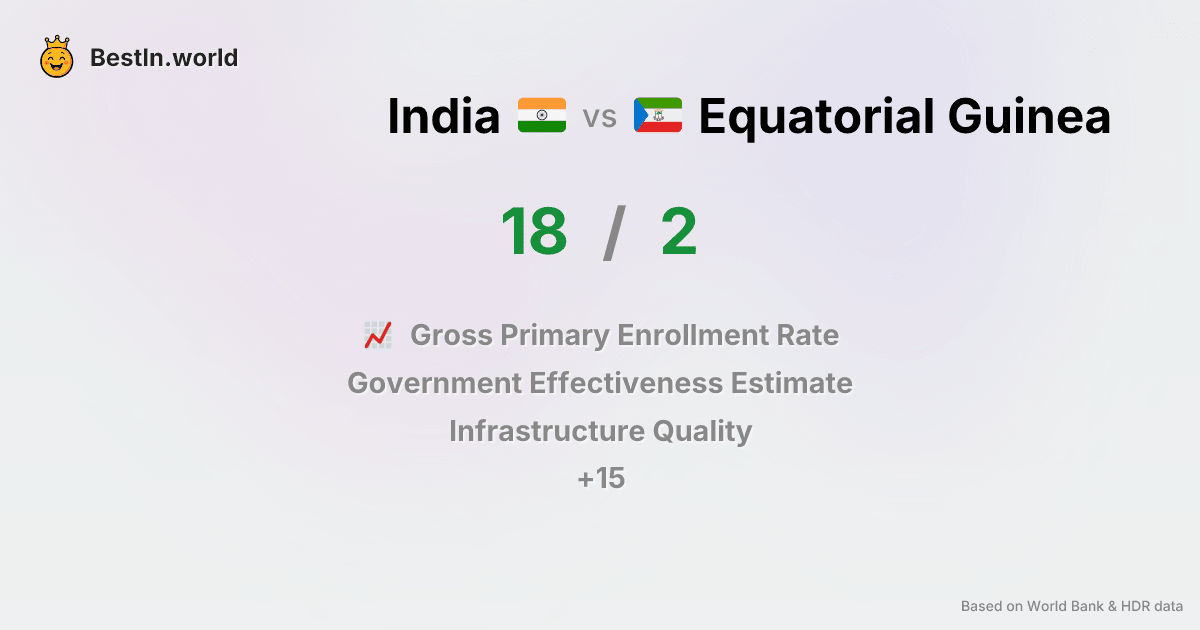 BestIn.world
India vs Equatorial Guinea
18 / 2
Gross Primary Enrollment Rate
Government Effectiveness Estimate
Infrastructure Quality
+15
Based on World Bank & HDR data